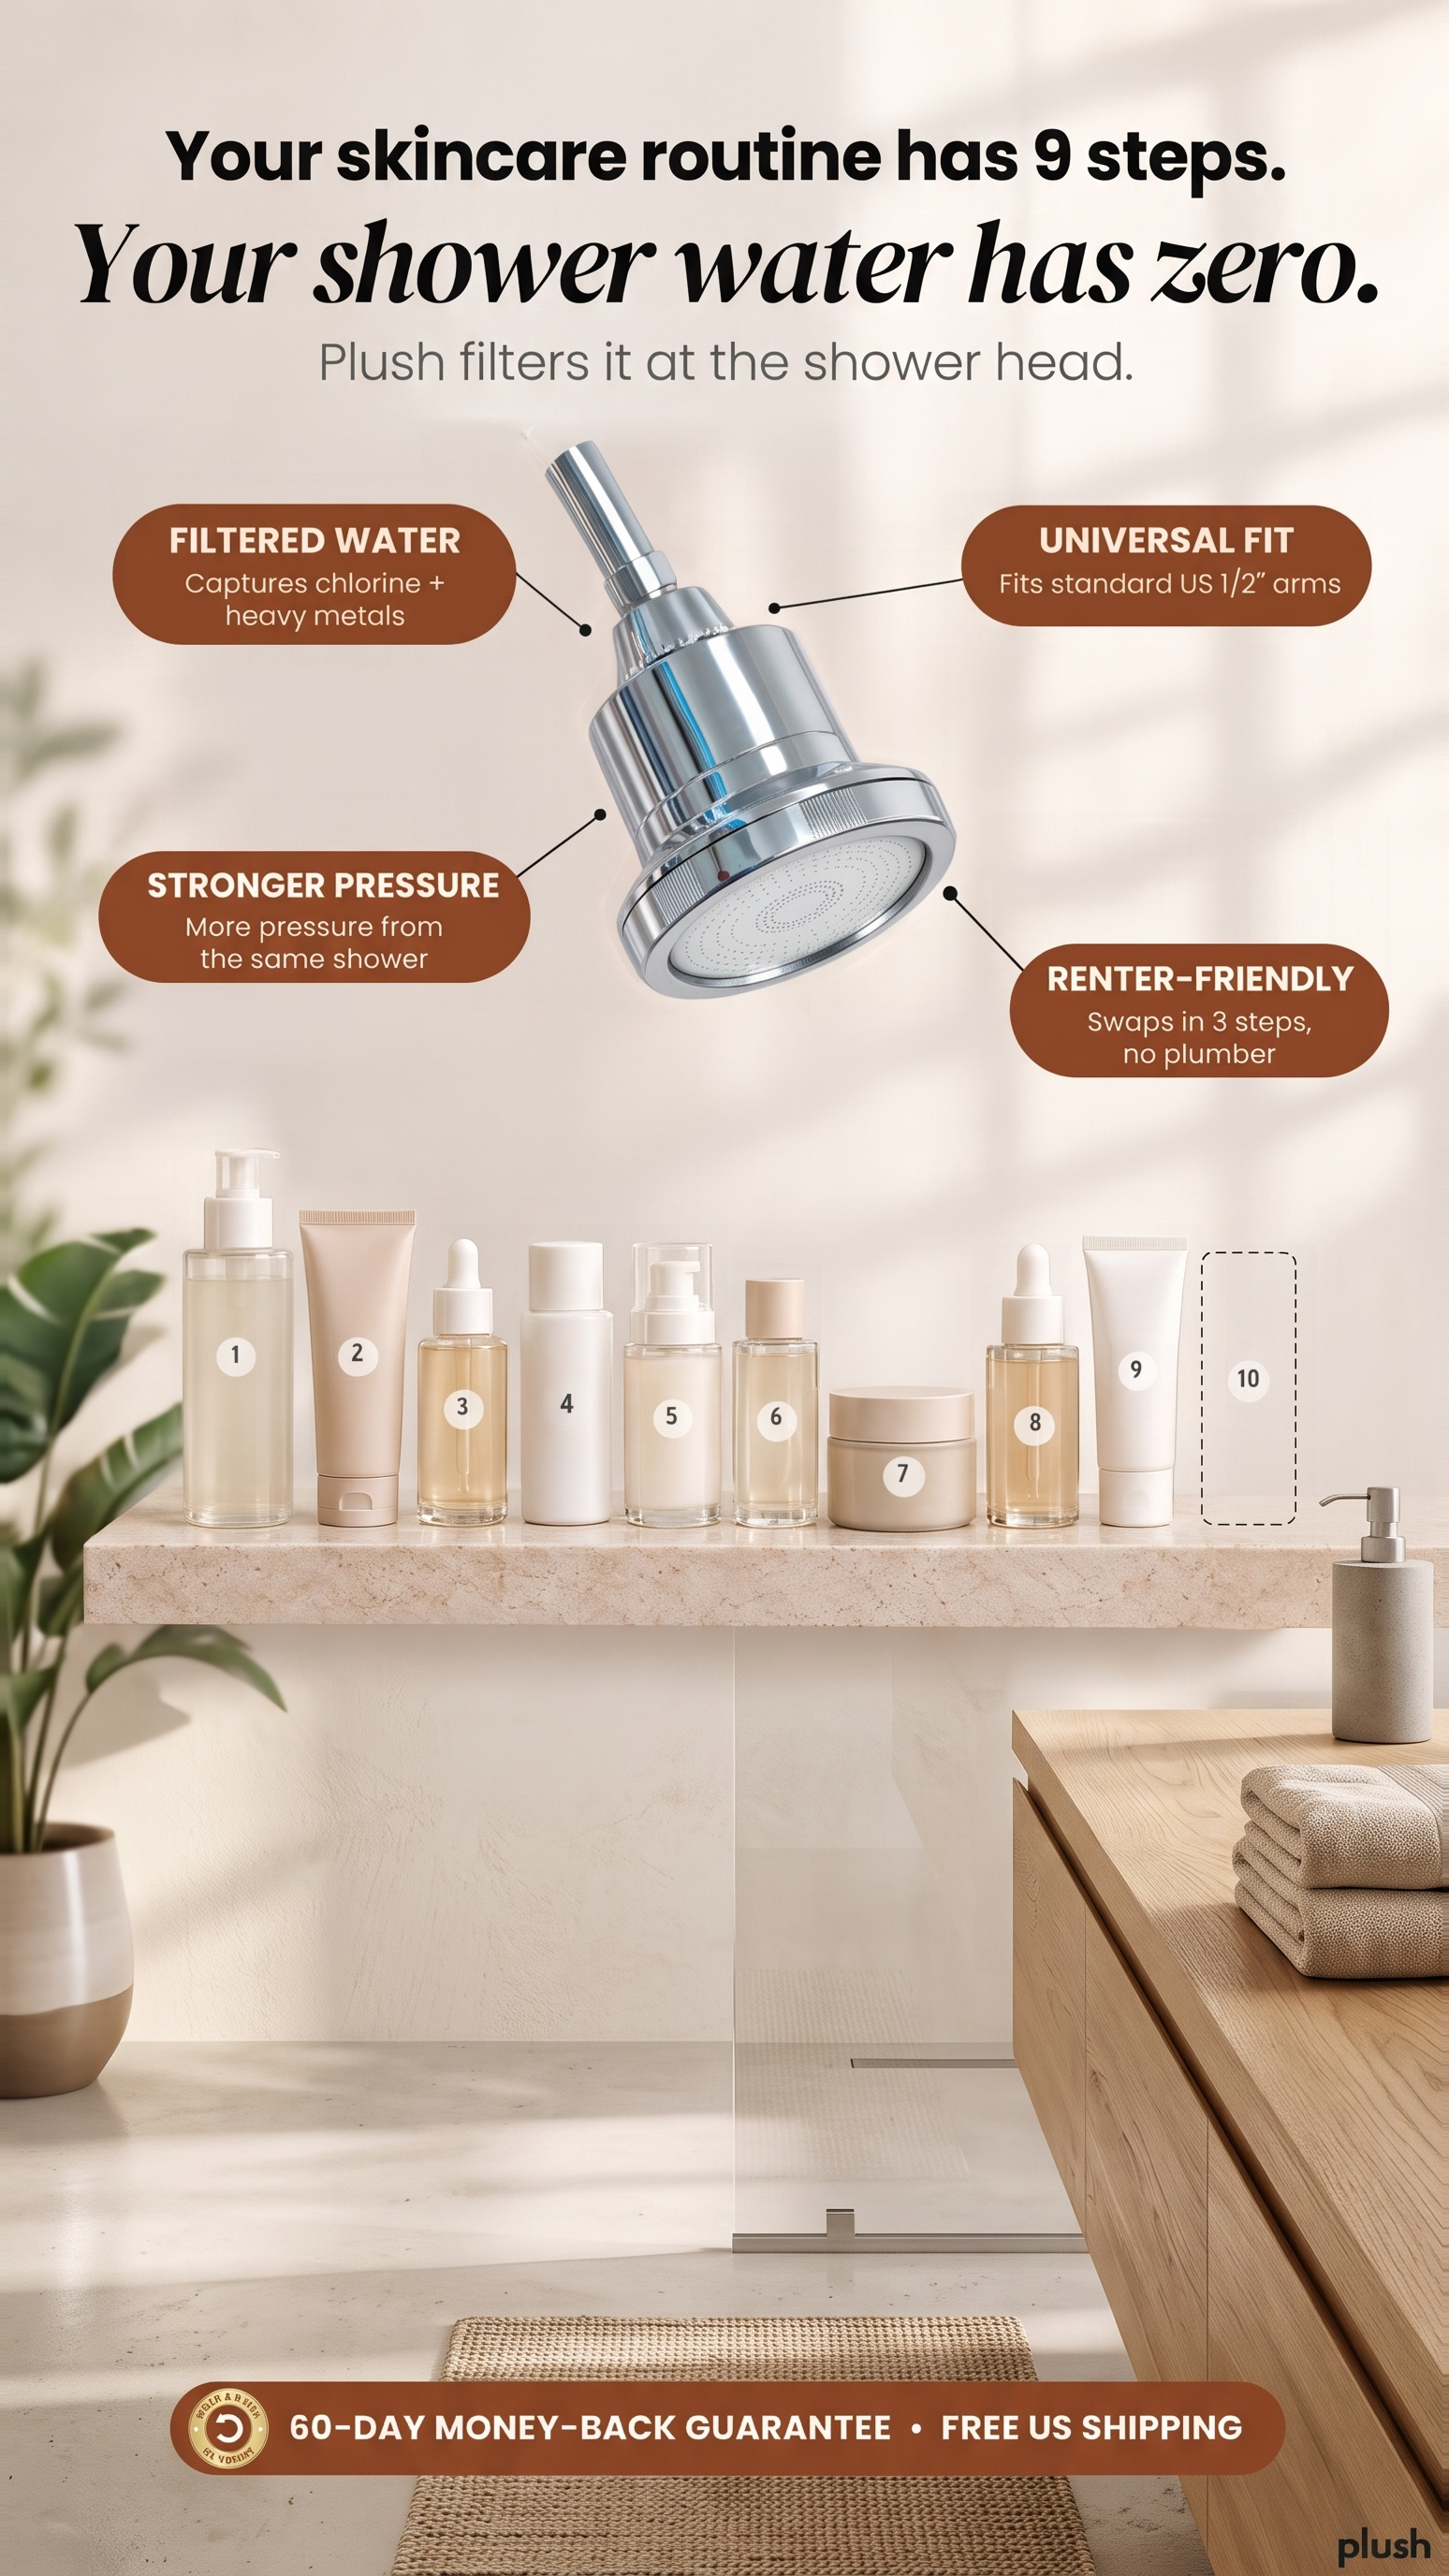 Your skincare routine has 9 steps.
Your shower water has zero.
Plush filters it at the shower head.
FILTERED WATER
Captures chlorine +
heavy metals
UNIVERSAL FIT
Fits standard US 1/2” arms
STRONGER PRESSURE
More pressure from
the same shower
RENTER-FRIENDLY
Swaps in 3 steps,
no plumber
1
2
3
4
5
6
7
8
9
10
60-DAY MONEY-BACK GUARANTEE • FREE US SHIPPING
plush